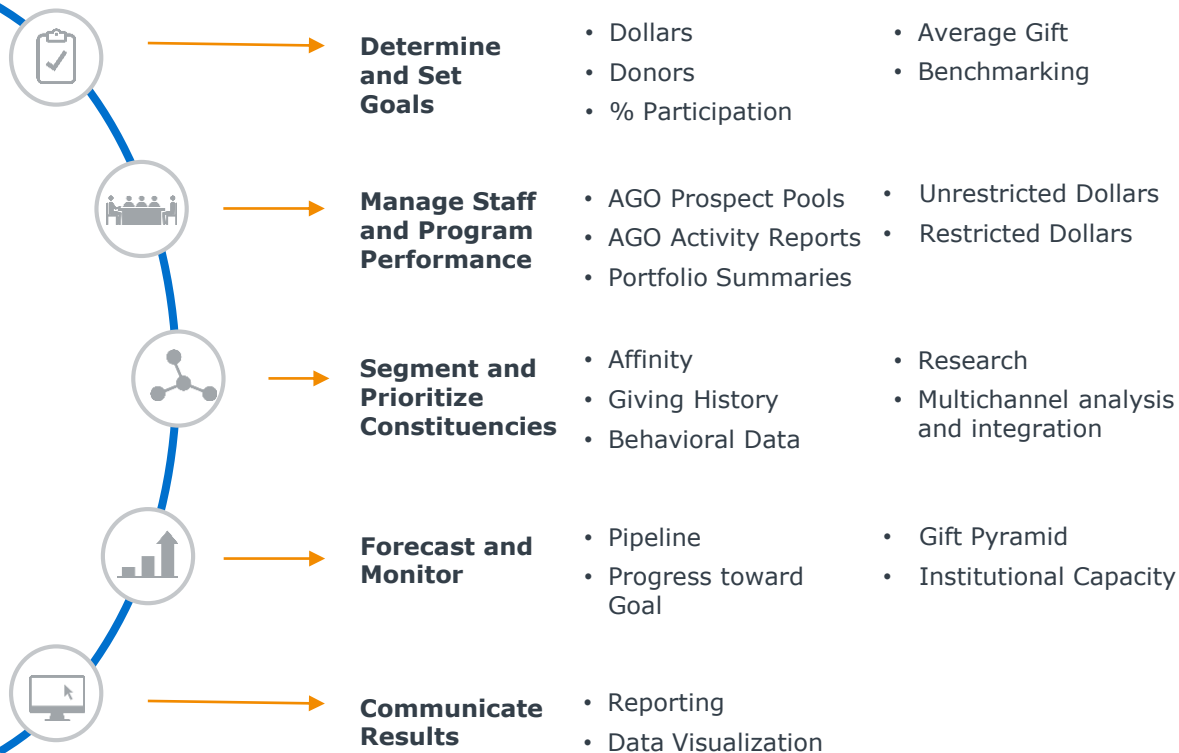 Determine
and Set
Goals
• Dollars
• Donors
• % Participation
• Average Gift
• Benchmarking
Manage Staff
and Program
Performance
• AGO Prospect Pools
• AGO Activity Reports
• Portfolio Summaries
• Unrestricted Dollars
• Restricted Dollars
Segment and
Prioritize
Constituencies
• Affinity
• Giving History
• Behavioral Data
• Research
• Multichannel analysis
and integration
Forecast and
Monitor
• Pipeline
• Progress toward
Goal
• Gift Pyramid
• Institutional Capacity
Communicate
Results
• Reporting
• Data Visualization